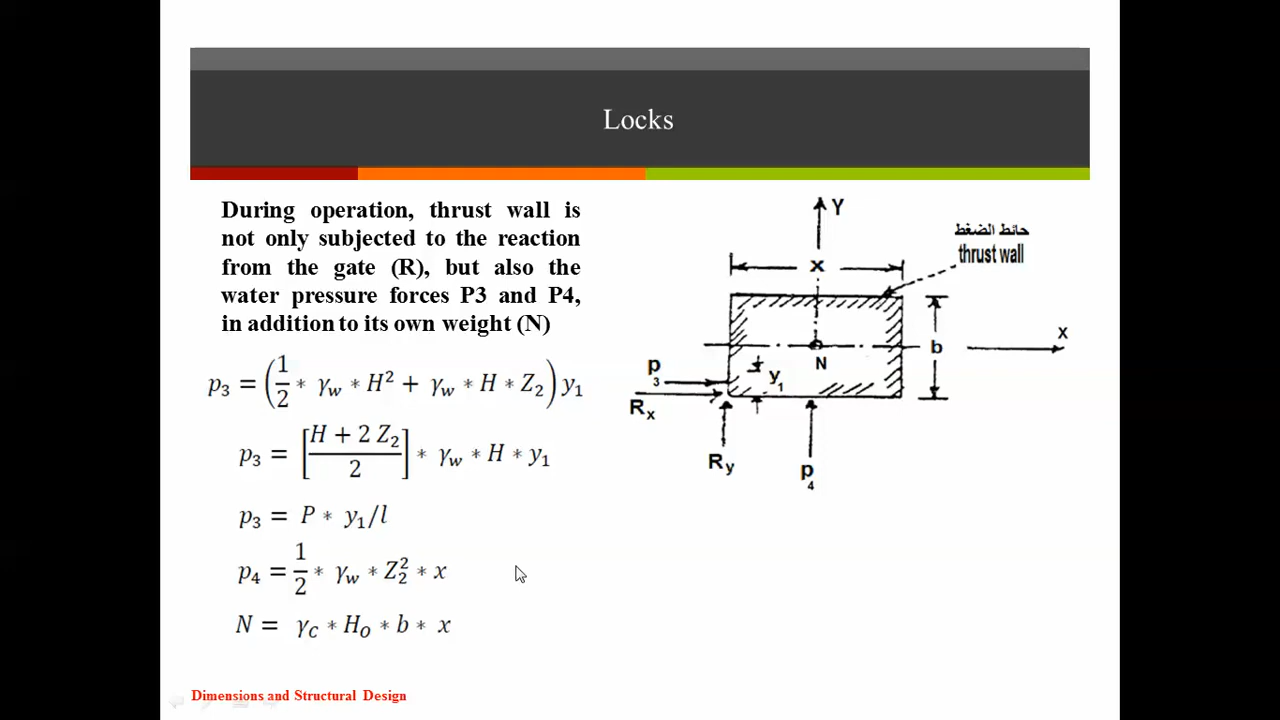 Locks
During operation, thrust wall is
not only subjected to the reaction
from the gate (R), but also the
water pressure forces P3 and P4,
in addition to its own weight (N)
p₃ = (1/2 * γw * H² + γw * H * Z₂) y₁
p₃ = [(H + 2 Z₂)/2] * γw * H * y₁
p₃ = P * y₁/l
p₄ = 1/2 * γw * Z₂² * x
N = γc * Ho * b * x
Y
حائط الضغط
thrust wall
x
X
b
N
p₃
y₁
Rx
Ry
p₄
Dimensions and Structural Design